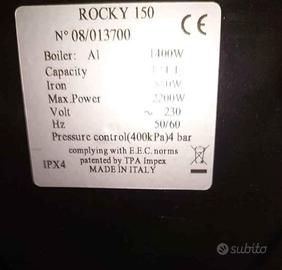 ROCKY 150
N° 08/013700
CE
Boiler: Al 1400W
Capacity
Iron
Max.Power 2200W
Volt ~ 230
Hz 50/60
Pressure control(400kPa)4 bar
complying with E.E.C. norms
patented by TPA Impex
IPX4 MADE IN ITALY
subito